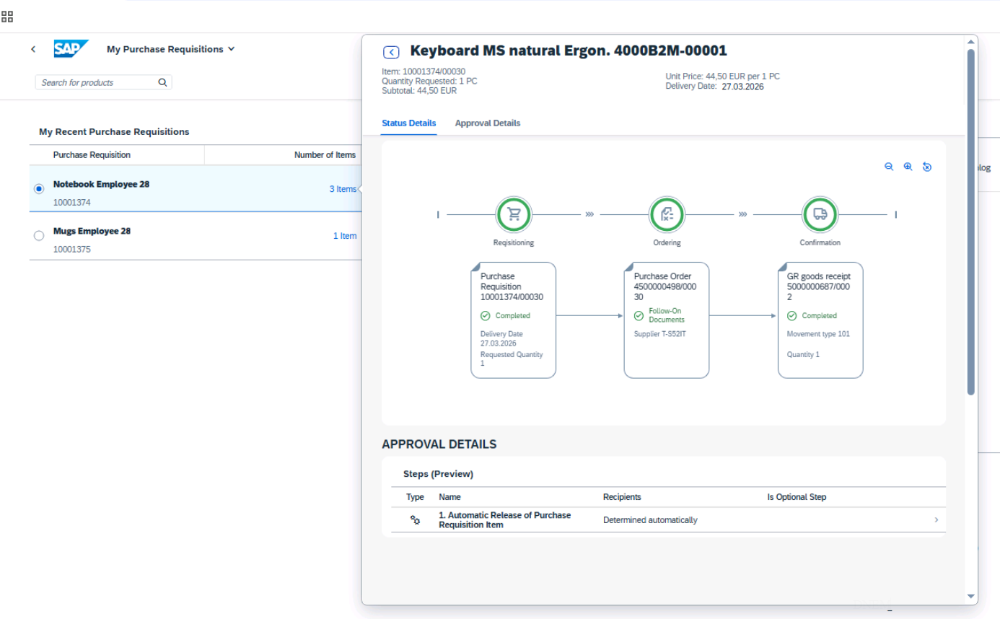 SAP
My Purchase Requisitions
Search for products
My Recent Purchase Requisitions
Purchase Requisition
Number of Items
Notebook Employee 28
3 Items
10001374
Mugs Employee 28
1 Item
10001375
Keyboard MS natural Ergon. 4000B2M-00001
Item: 10001374/00030
Quantity Requested: 1 PC
Subtotal: 44,50 EUR
Unit Price: 44,50 EUR per 1 PC
Delivery Date: 27.03.2026
Status Details
Approval Details
Reqisitioning
Ordering
Confirmation
Purchase
Requisition
10001374/00030
Completed
Delivery Date
27.03.2026
Requested Quantity
1
Purchase Order
4500000498/000
30
Follow-On
Documents
Supplier T-S52IT
GR goods receipt
5000000687/000
2
Completed
Movement type 101
Quantity 1
APPROVAL DETAILS
Steps (Preview)
Type
Name
Recipients
Is Optional Step
1. Automatic Release of Purchase
Requisition Item
Determined automatically